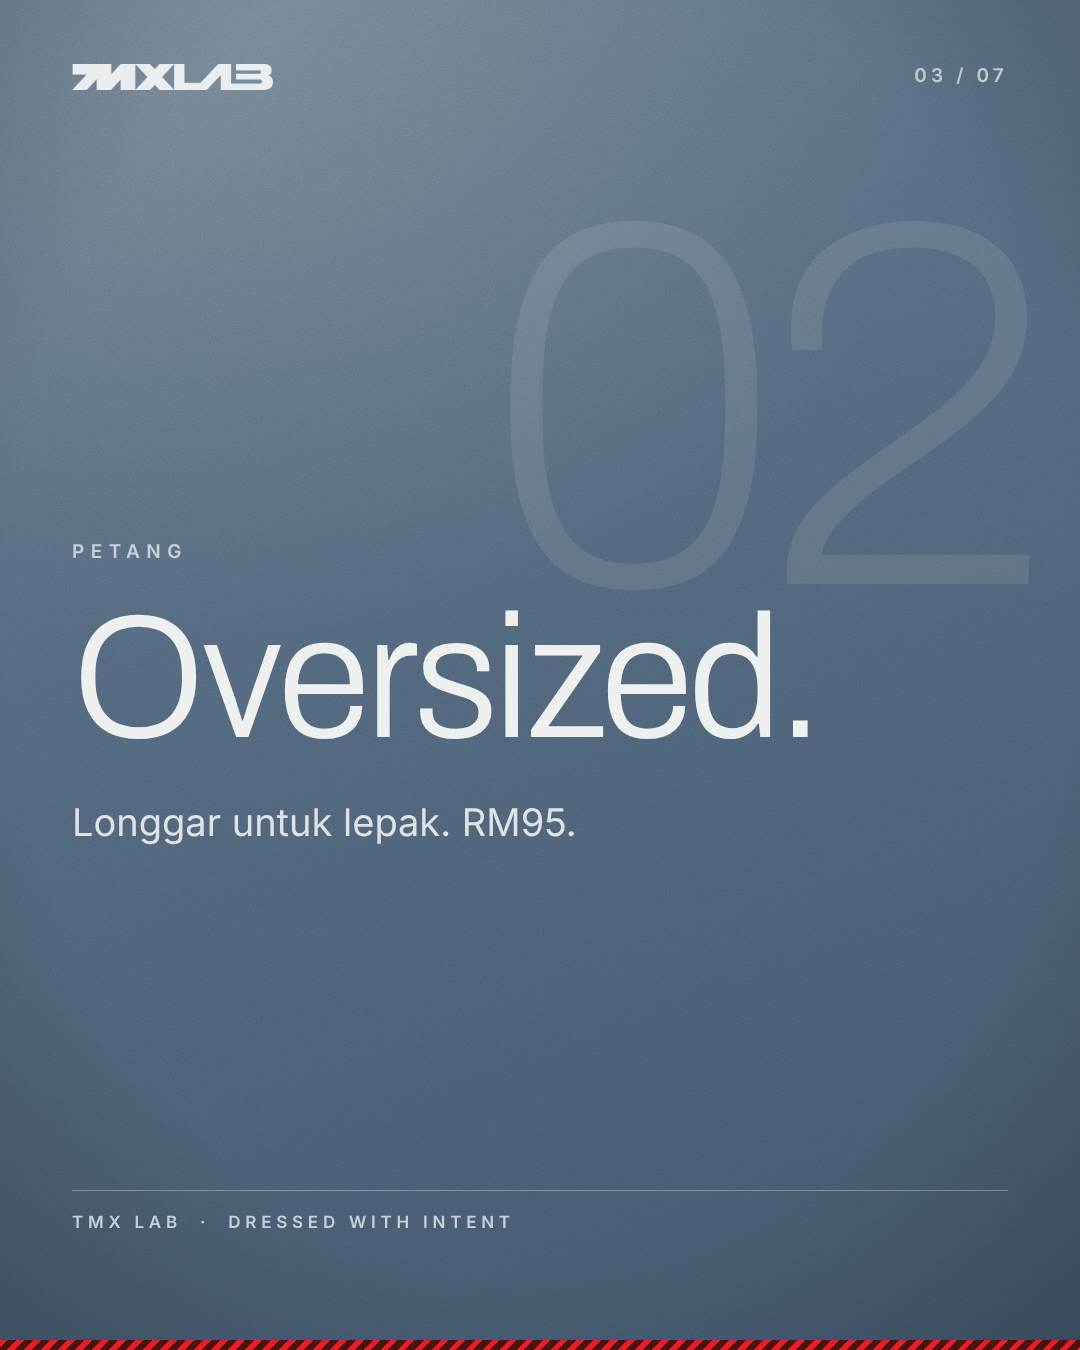 TMXLAB
03 / 07
02
PETANG
Oversized.
Longgar untuk lepak. RM95.
TMX LAB · DRESSED WITH INTENT